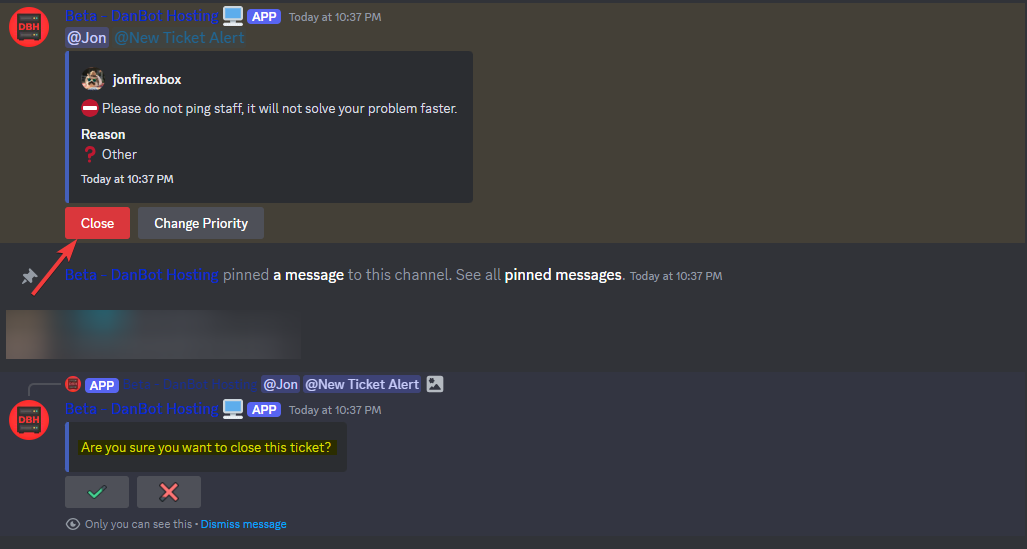 DBH
Beta - DanBot Hosting APP Today at 10:37 PM
@Jon @New Ticket Alert
jonfirexbox
Please do not ping staff, it will not solve your problem faster.
Reason
Other
Today at 10:37 PM
Close Change Priority
Beta - DanBot Hosting pinned a message to this channel. See all pinned messages. Today at 10:37 PM
APP Beta - DanBot Hosting @Jon @New Ticket Alert
DBH
Beta - DanBot Hosting APP Today at 10:37 PM
Are you sure you want to close this ticket?
Only you can see this • Dismiss message